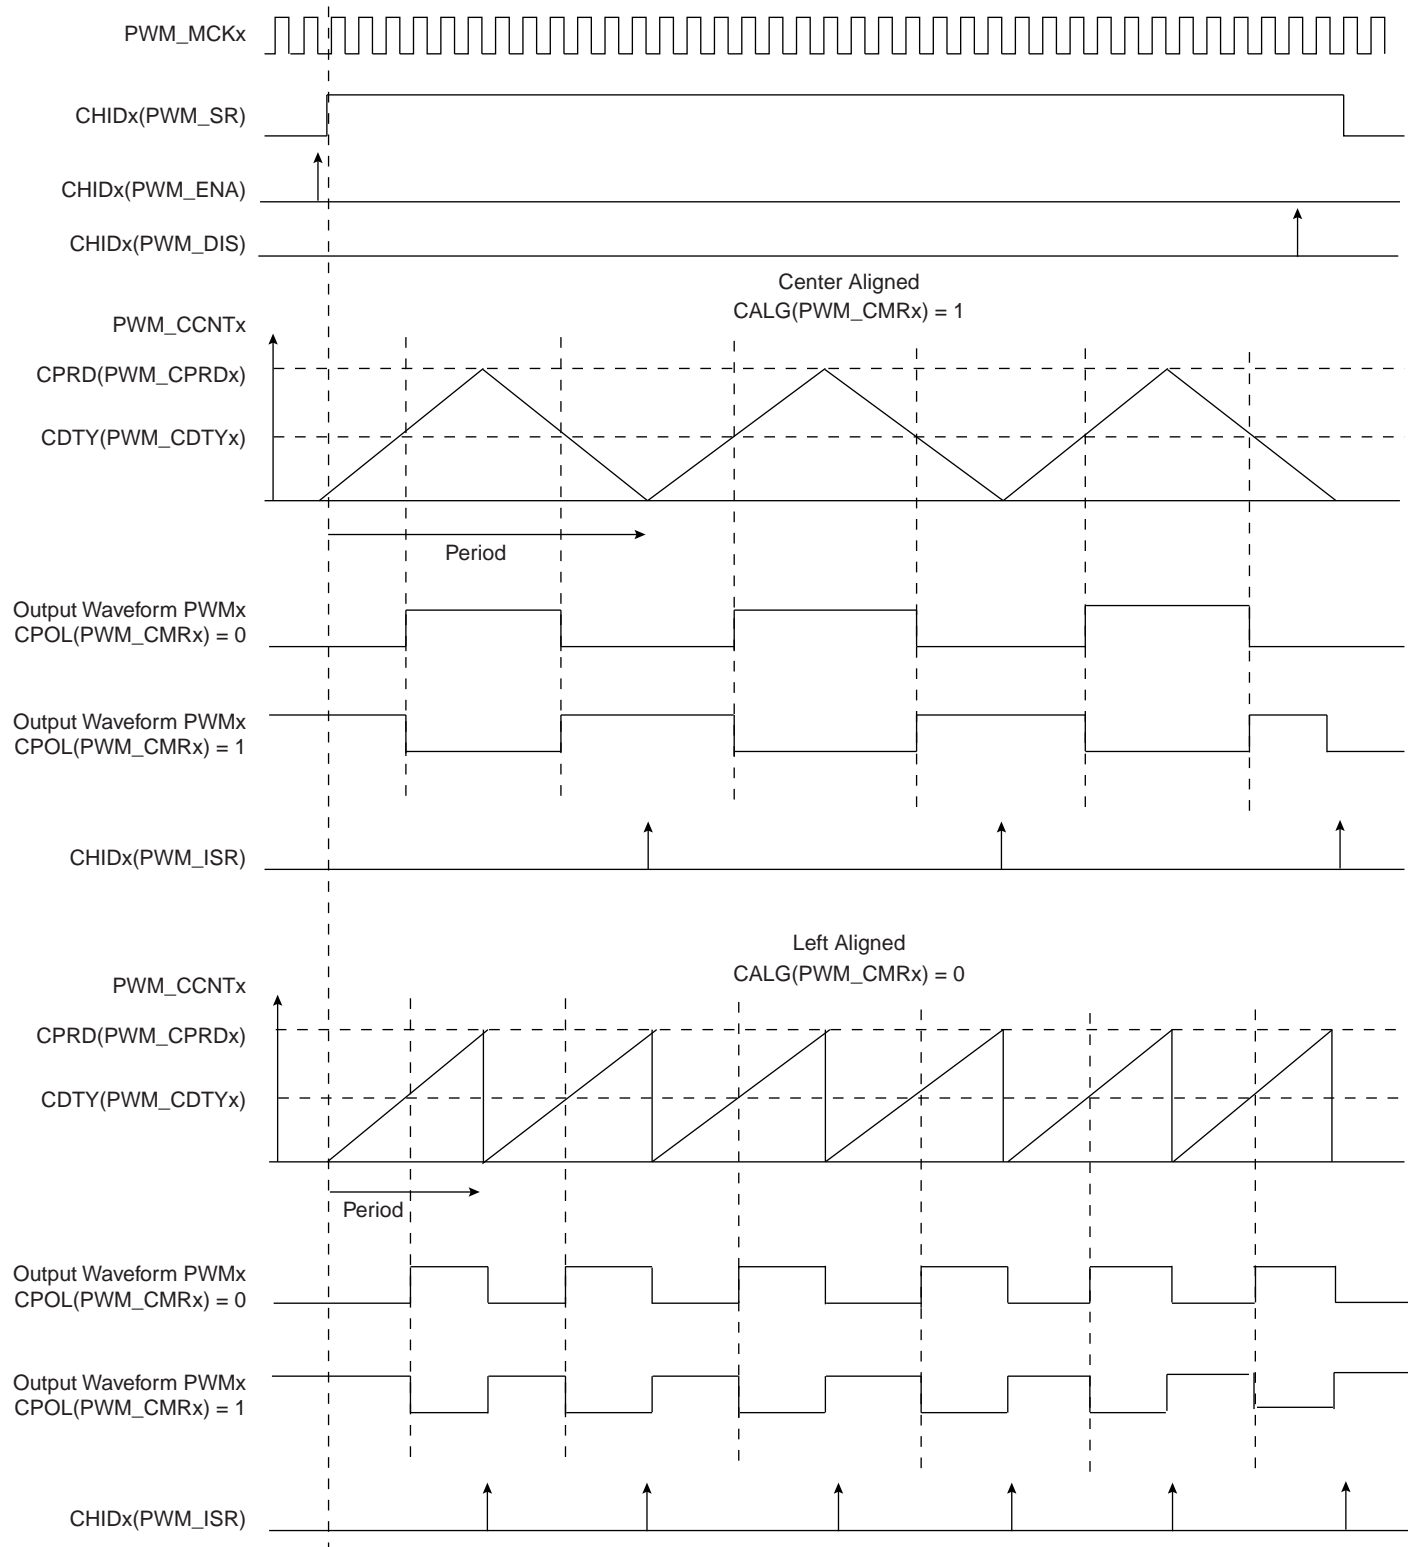 PWM_MCKx
CHIDx(PWM_SR)
CHIDx(PWM_ENA)
CHIDx(PWM_DIS)
Center Aligned
CALG(PWM_CMRx) = 1
PWM_CCNTx
CPRD(PWM_CPRDx)
CDTY(PWM_CDTYx)
Period
Output Waveform PWMx
CPOL(PWM_CMRx) = 0
Output Waveform PWMx
CPOL(PWM_CMRx) = 1
CHIDx(PWM_ISR)
Left Aligned
CALG(PWM_CMRx) = 0
PWM_CCNTx
CPRD(PWM_CPRDx)
CDTY(PWM_CDTYx)
Period
Output Waveform PWMx
CPOL(PWM_CMRx) = 0
Output Waveform PWMx
CPOL(PWM_CMRx) = 1
CHIDx(PWM_ISR)